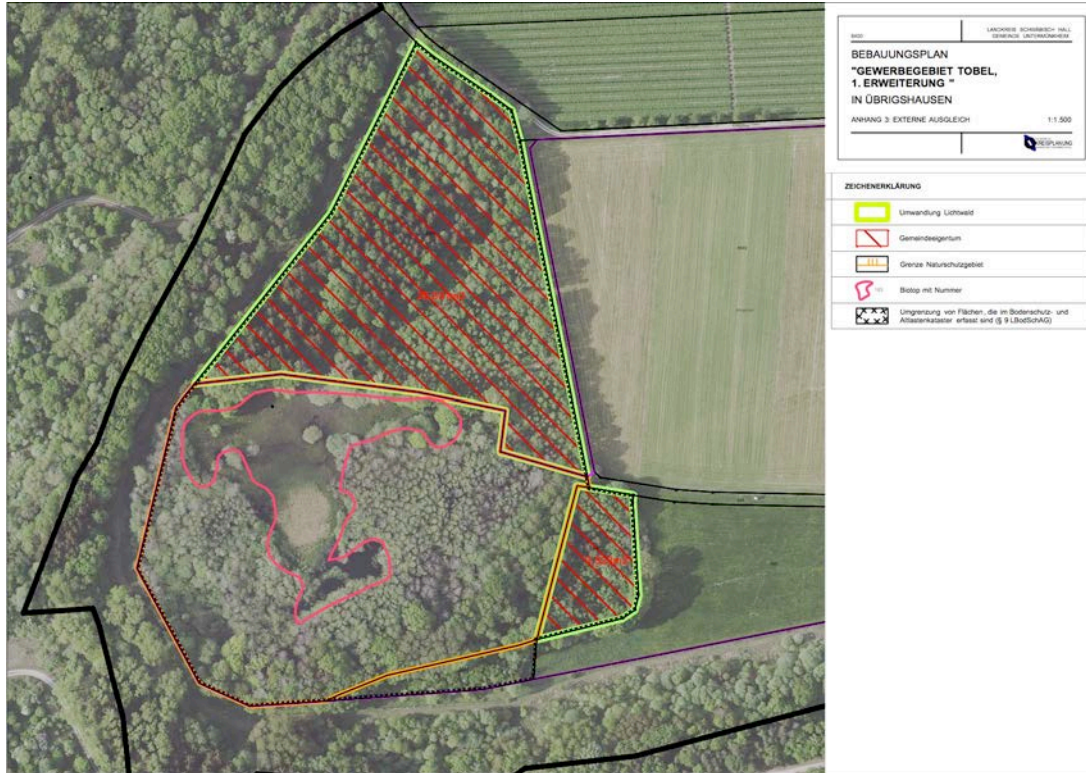 LANDKREIS SCHWÄBISCH HALL
GEMEINDE UNTERMÜNKHEIM
BEBAUUNGSPLAN
"GEWERBEGEBIET TOBEL,
1. ERWEITERUNG "
IN ÜBRIGSHAUSEN
ANHANG 3: EXTERNE AUSGLEICH 1:1.500
KREISPLANUNG
ZEICHENERKLÄRUNG
Umwandlung Lichtwald
Gemeindeeigentum
Grenze Naturschutzgebiet
Biotop mit Nummer
Umgrenzung von Flächen, die im Bodenschutz- und
Altlastenkataster erfasst sind (§ 9 LBodSchAG)